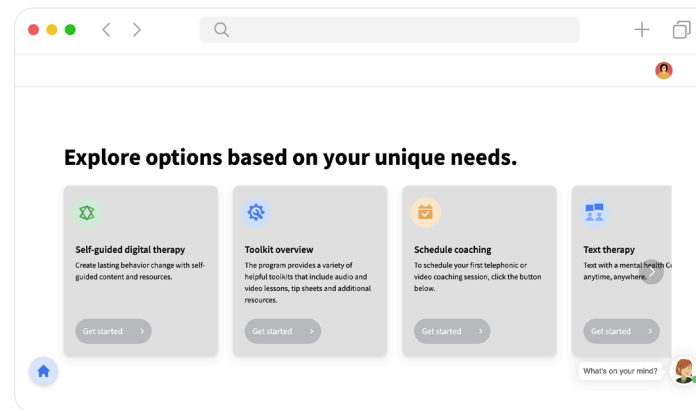 Explore options based on your unique needs.
Self-guided digital therapy
Create lasting behavior change with self-
guided content and resources.
Get started
Toolkit overview
The program provides a variety of
helpful toolkits that include audio and
video lessons, tip sheets and additional
resources.
Get started
Schedule coaching
To schedule your first telephonic or
video coaching session, click the button
below.
Get started
Text therapy
Text with a mental health
anytime, anywhere.
Get started
What's on your mind?